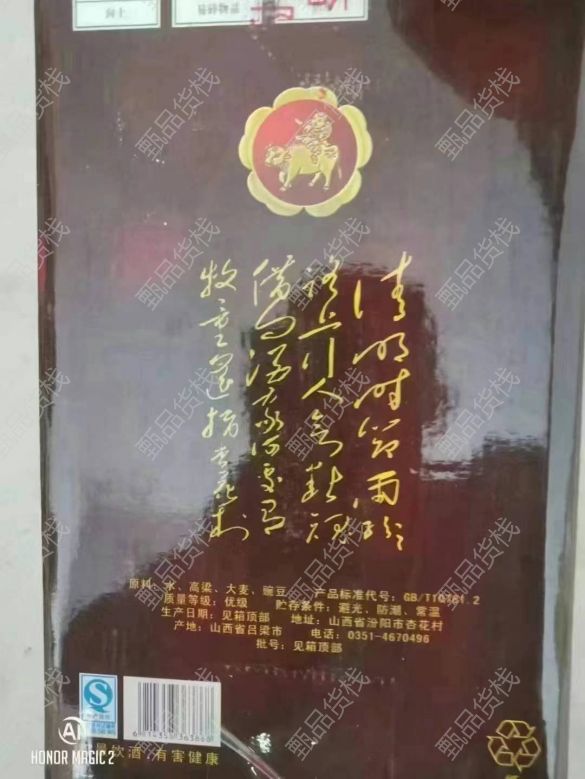 清明时节雨纷纷
路上行人欲断魂
借问酒家何处有
牧童遥指杏花村
原料：水、高粱、大麦、豌豆 产品标准代号：GB/T10781.2
质量等级：优级 贮存条件：避光、防潮、常温
生产日期：见箱顶部 地址：山西省汾阳市杏花村
产地：山西省吕梁市 电话：0351-4670496
批号：见箱顶部
饮酒，有害健康
HONOR MAGIC 2
甄品货栈